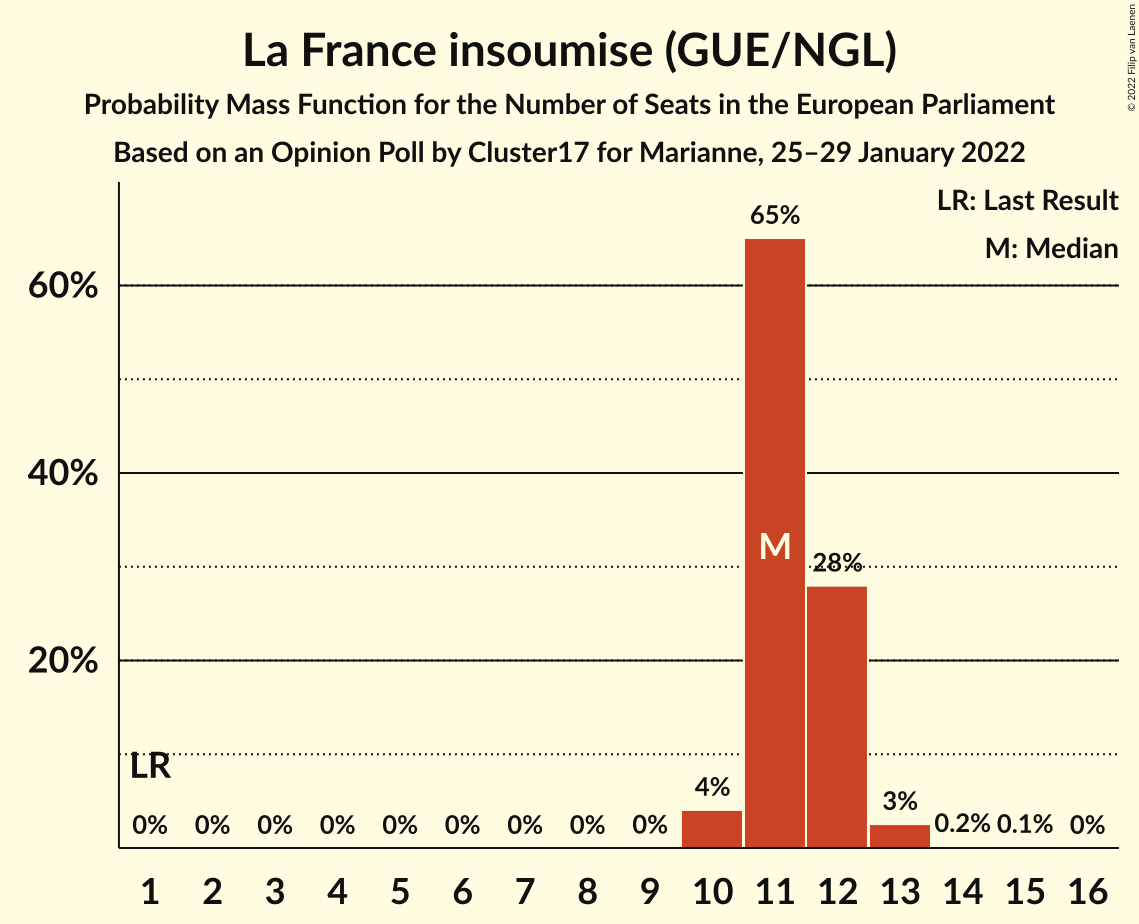 La France insoumise (GUE/NGL)
Probability Mass Function for the Number of Seats in the European Parliament
Based on an Opinion Poll by Cluster17 for Marianne, 25–29 January 2022
© 2022 Filip van Laenen
LR: Last Result
M: Median
65%
60%
40%
M
28%
20%
LR
4%
3%
0% 0% 0% 0% 0% 0% 0% 0% 0% 0.2% 0.1% 0%
1 2 3 4 5 6 7 8 9 10 11 12 13 14 15 16